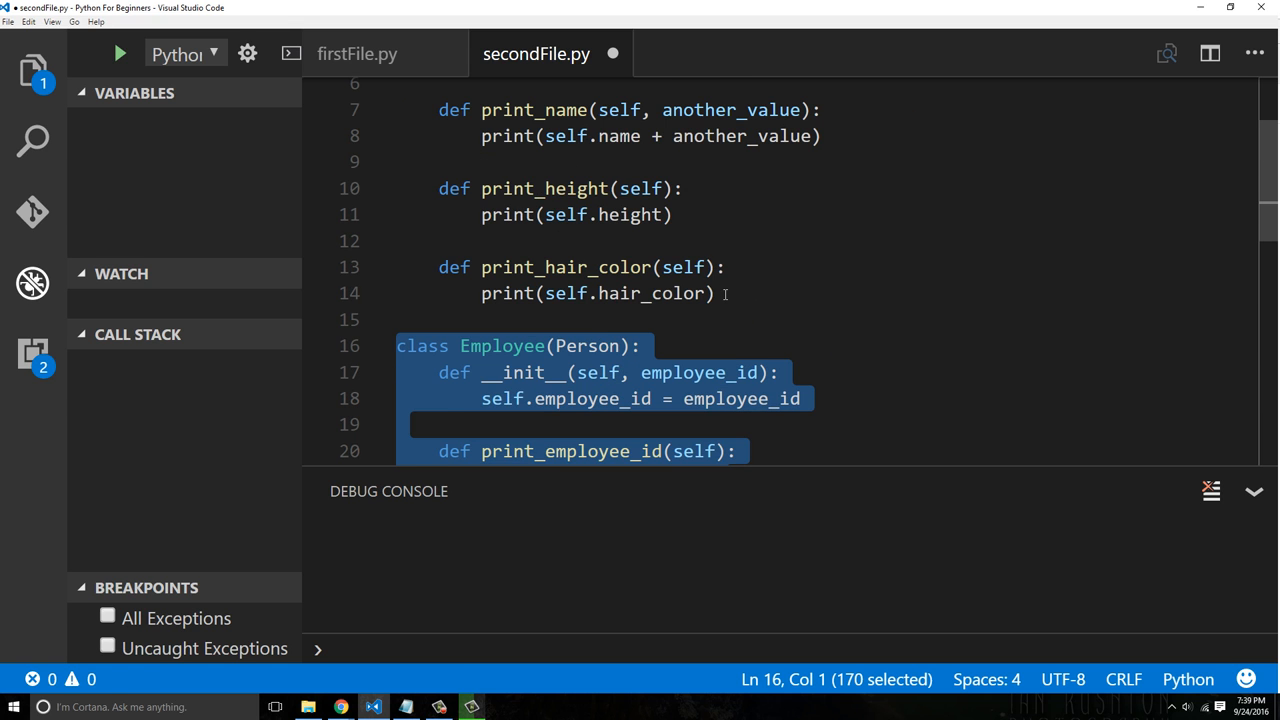 ● secondFile.py - Python For Beginners - Visual Studio Code
File Edit View Go Help
Python
firstFile.py
secondFile.py
1
2
VARIABLES
WATCH
CALL STACK
BREAKPOINTS
All Exceptions
Uncaught Exceptions
6
7 def print_name(self, another_value):
8 print(self.name + another_value)
9
10 def print_height(self):
11 print(self.height)
12
13 def print_hair_color(self):
14 print(self.hair_color)
15
16 class Employee(Person):
17 def __init__(self, employee_id):
18 self.employee_id = employee_id
19
20 def print_employee_id(self):
DEBUG CONSOLE
0 0
Ln 16, Col 1 (170 selected) Spaces: 4 UTF-8 CRLF Python
I'm Cortana. Ask me anything.
7:39 PM
9/24/2016